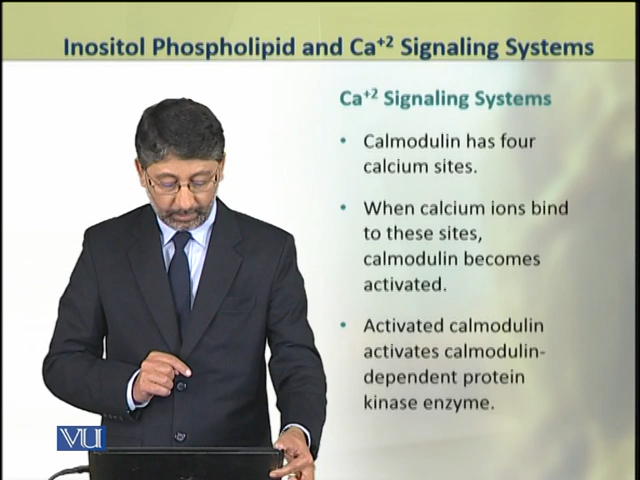 Inositol Phospholipid and Ca+2 Signaling Systems
Ca+2 Signaling Systems
• Calmodulin has four
calcium sites.
• When calcium ions bind
to these sites,
calmodulin becomes
activated.
• Activated calmodulin
activates calmodulin-
dependent protein
kinase enzyme.
VU